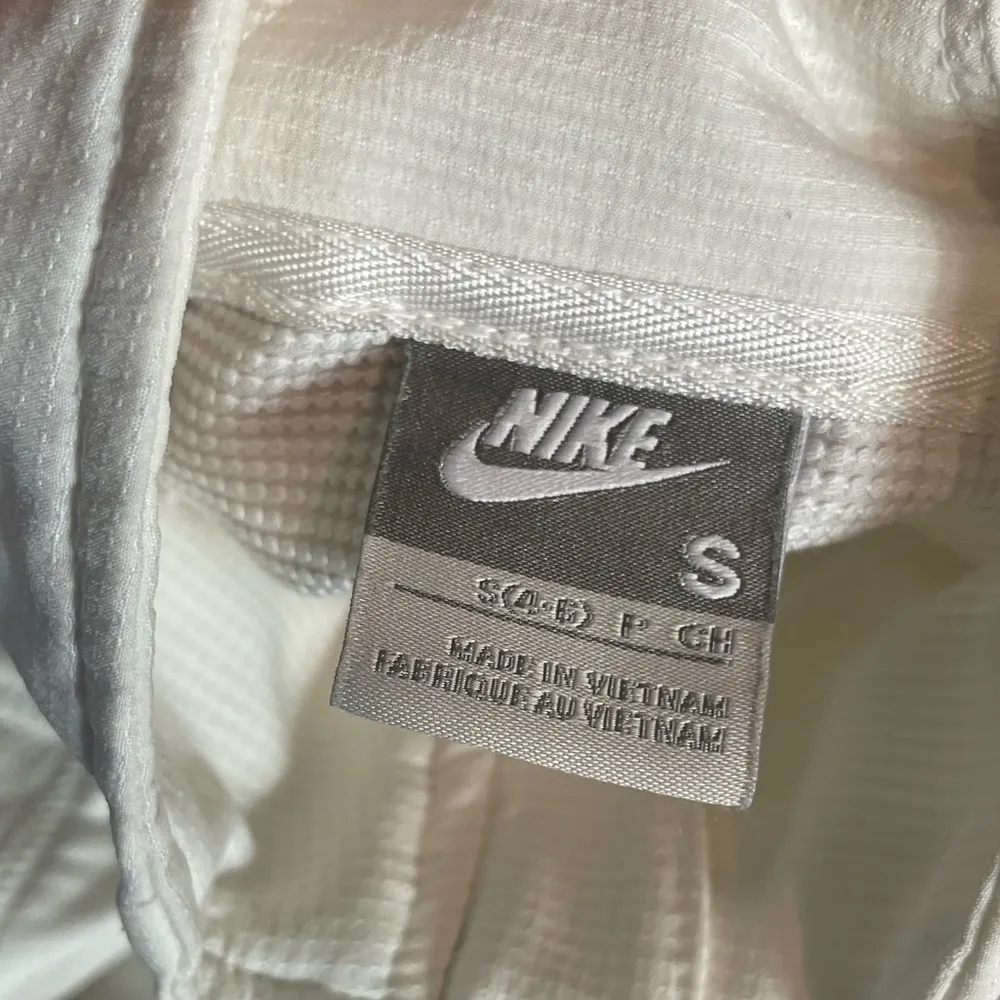 NIKE
S
S(4-6) P CH
MADE IN VIETNAM
FABRIQUE AU VIETNAM